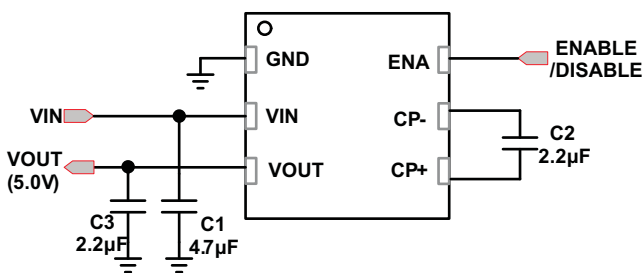 GND
ENA
ENABLE
/DISABLE
VIN
VIN
CP-
C2
2.2µF
VOUT
(5.0V)
VOUT
CP+
C3
2.2µF
C1
4.7µF